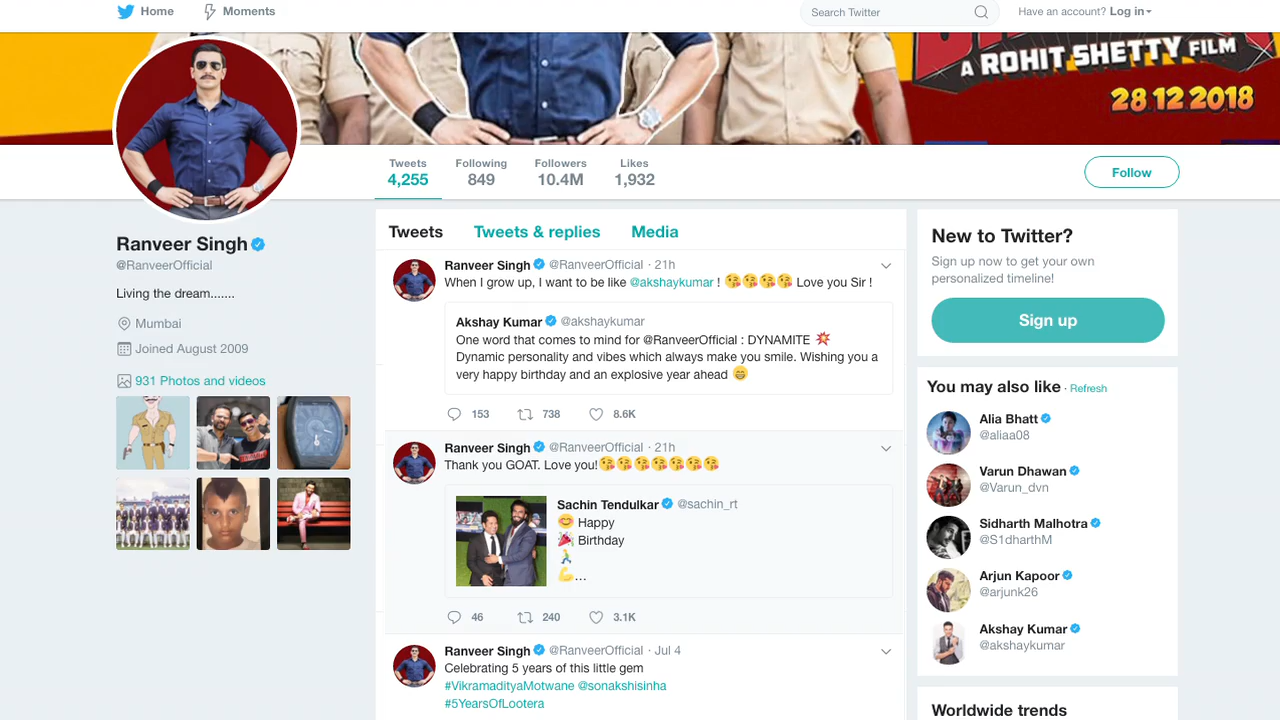 Home
Moments
Search Twitter
Have an account? Log in
A ROHIT SHETTY FILM
28.12.2018
Tweets
4,255
Following
849
Followers
10.4M
Likes
1,932
Follow
Ranveer Singh
@RanveerOfficial
Living the dream.......
Mumbai
Joined August 2009
931 Photos and videos
Tweets
Tweets & replies
Media
Ranveer Singh @RanveerOfficial · 21h
When I grow up, I want to be like @akshaykumar ! 😘😘😘😘 Love you Sir !
Akshay Kumar @akshaykumar
One word that comes to mind for @RanveerOfficial : DYNAMITE 💥
Dynamic personality and vibes which always make you smile. Wishing you a
very happy birthday and an explosive year ahead 😁
153
738
8.6K
Ranveer Singh @RanveerOfficial · 21h
Thank you GOAT. Love you!😘😘😘😘😘😘😘
Sachin Tendulkar @sachin_rt
😊 Happy
🎉 Birthday
🏃‍♂️
💪...
46
240
3.1K
Ranveer Singh @RanveerOfficial · Jul 4
Celebrating 5 years of this little gem
#VikramadityaMotwane @sonakshisinha
#5YearsOfLootera
New to Twitter?
Sign up now to get your own
personalized timeline!
Sign up
You may also like · Refresh
Alia Bhatt
@aliaa08
Varun Dhawan
@Varun_dvn
Sidharth Malhotra
@S1dharthM
Arjun Kapoor
@arjunk26
Akshay Kumar
@akshaykumar
Worldwide trends